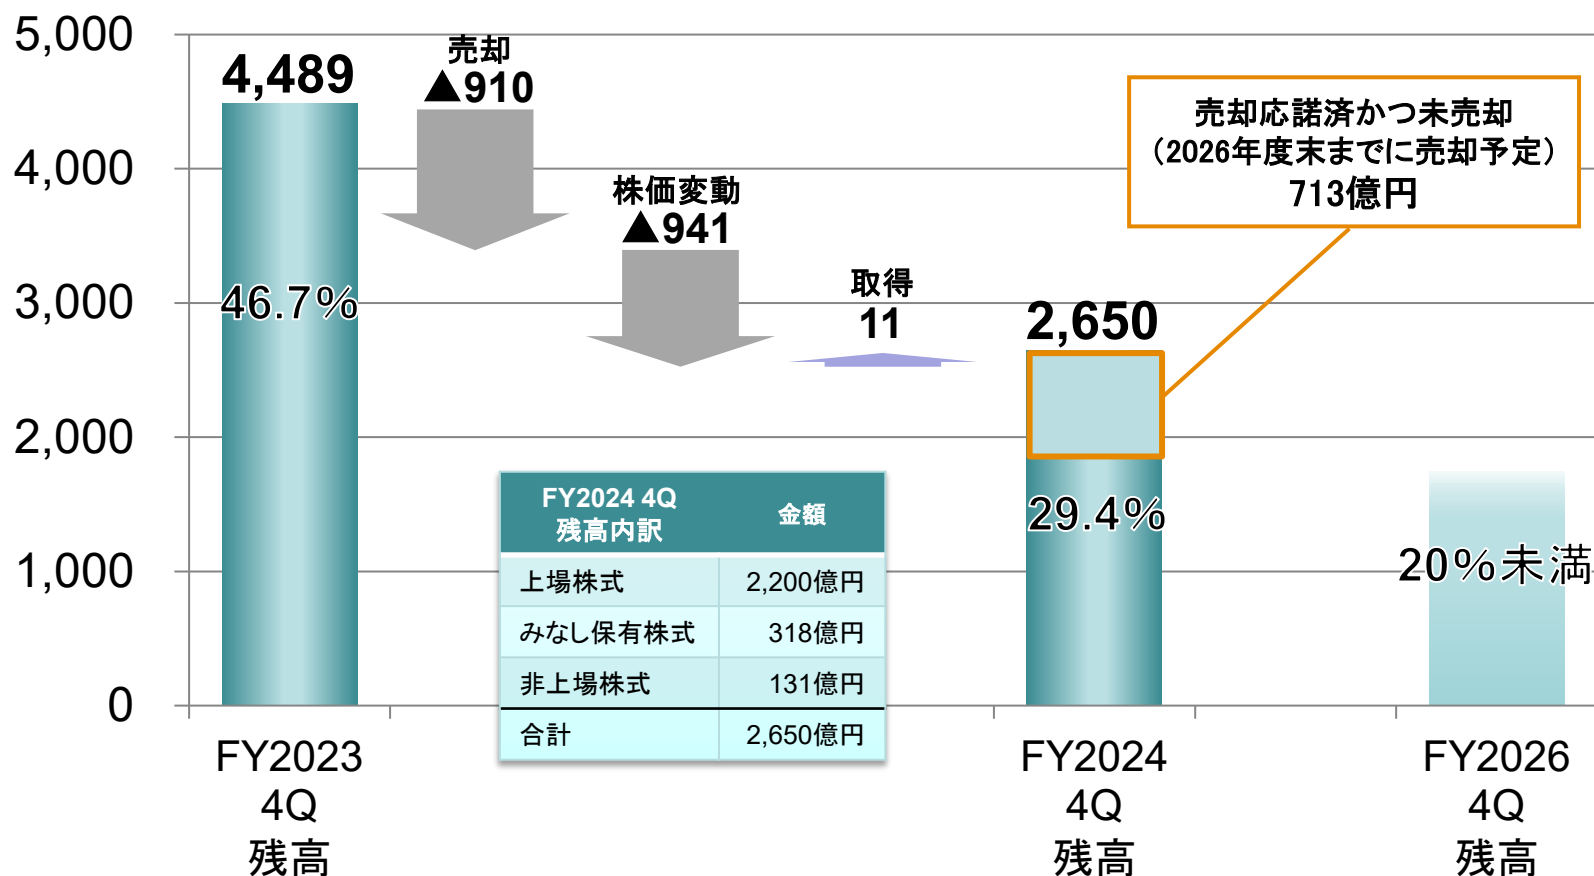 5,000
4,000
3,000
2,000
1,000
0
4,489
46.7%
売却
▲910
株価変動
▲941
取得
11
2,650
29.4%
売却応諾済かつ未売却
（2026年度末までに売却予定）
713億円
20%未満
FY2024 4Q
残高内訳
金額
上場株式 2,200億円
みなし保有株式 318億円
非上場株式 131億円
合計 2,650億円
FY2023
4Q
残高
FY2024
4Q
残高
FY2026
4Q
残高